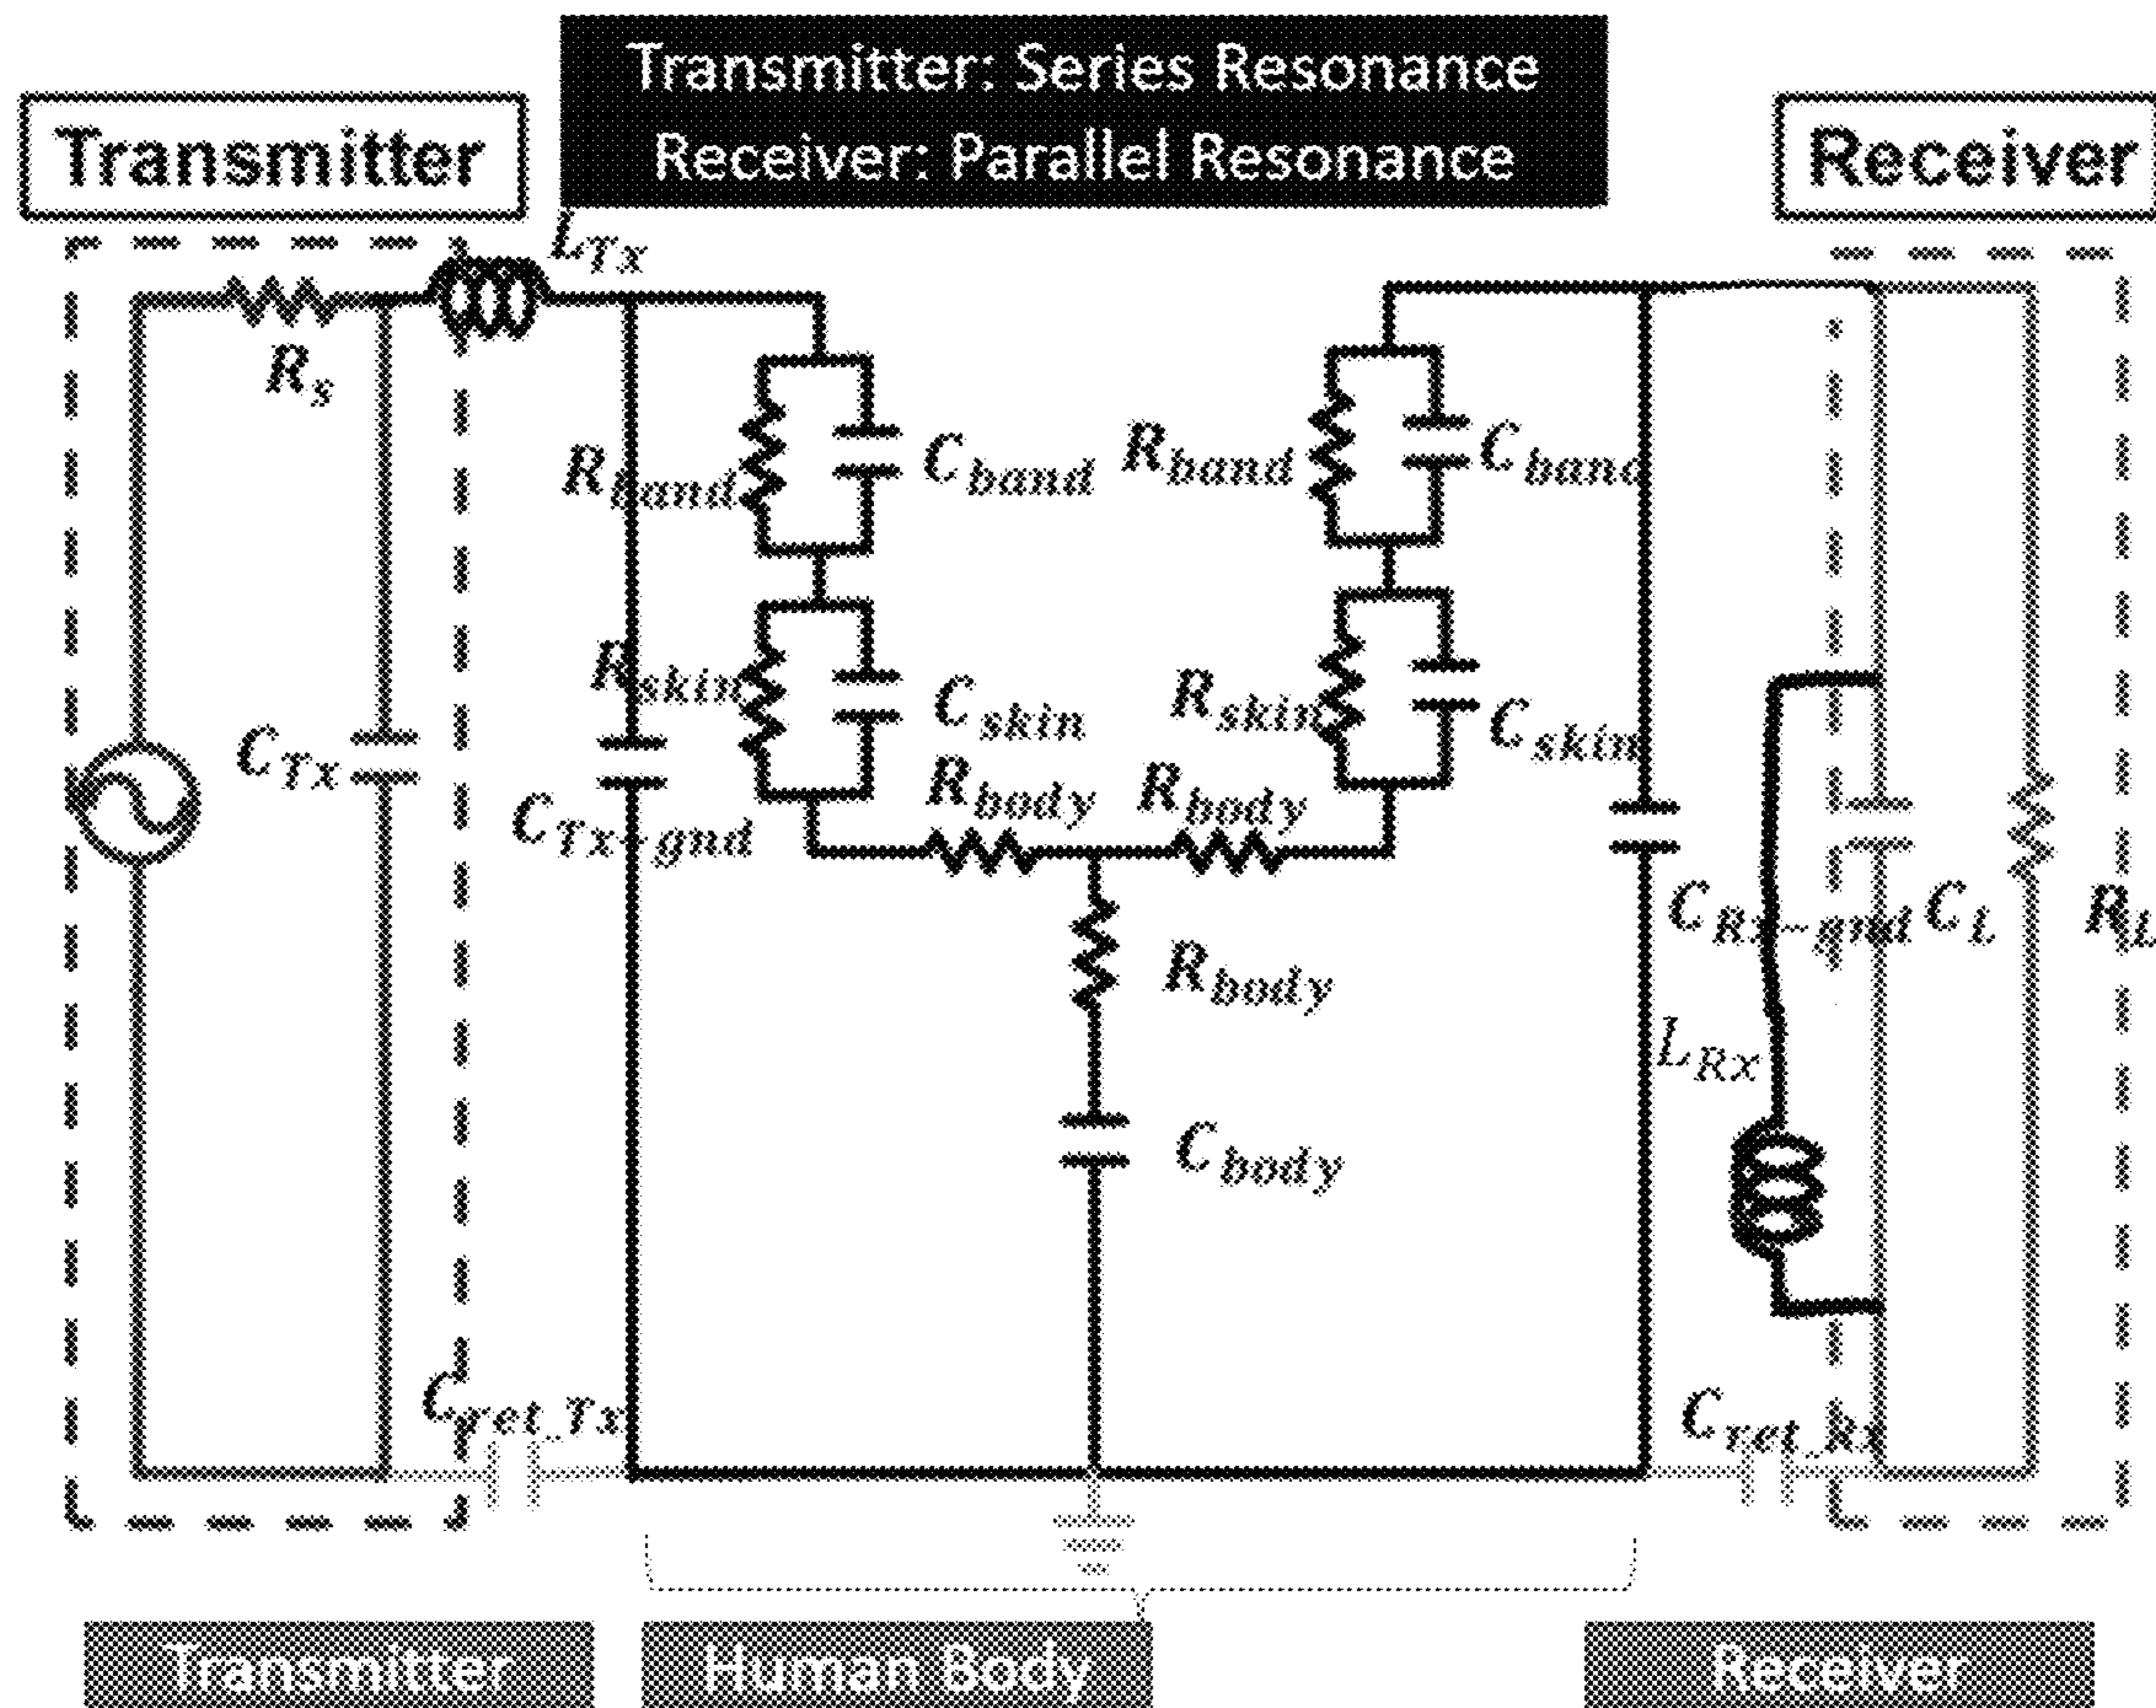 Transmitter: Series Resonance
Receiver: Parallel Resonance
Transmitter
Receiver
L_Tx
R_s
R_band
C_band
R_band
C_band
R_skin
C_skin
R_skin
C_skin
C_Tx
C_Tx-gnd
R_body
R_body
C_Rx-gnd
C_L
R_L
R_body
L_Rx
C_body
C_ret_Tx
C_ret_Rx
Transmitter
Human Body
Receiver